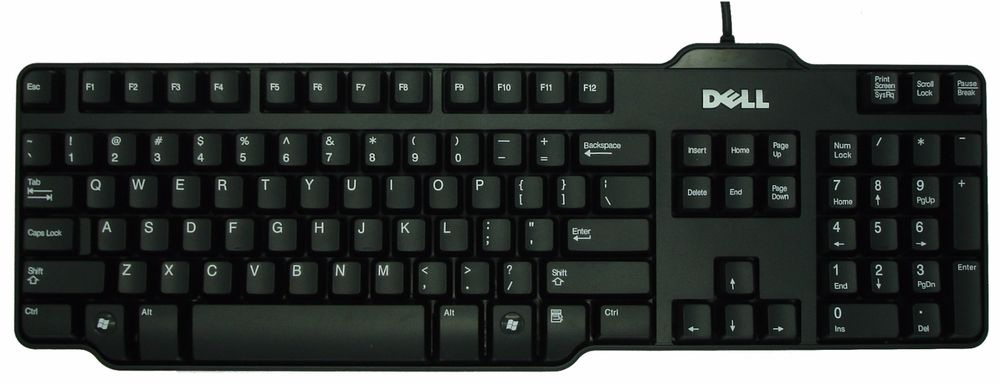 Esc F1 F2 F3 F4 F5 F6 F7 F8 F9 F10 F11 F12
Print Screen SysRq
Scroll Lock
Pause Break
DELL
~ ! @ # $ % ^ & * ( ) — +
` 1 2 3 4 5 6 7 8 9 0 - =
Backspace
Insert Home Page Up
Num Lock / * -
Tab Q W E R T Y U I O P { [ } ] ¦ \
Delete End Page Down
7 Home 8 9 PgUp +
Caps Lock A S D F G H J K L : ; " ' Enter
4 5 6
Shift Z X C V B N M < , > . ? / Shift
1 End 2 3 PgDn Enter
Ctrl Alt Alt Ctrl
0 Ins . Del